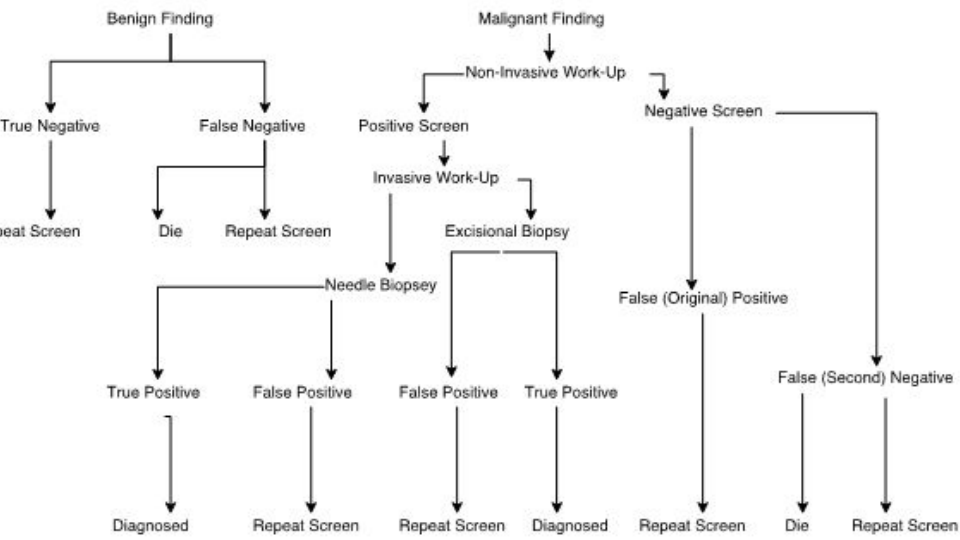 Benign Finding
Malignant Finding
Non-Invasive Work-Up
Negative Screen
True Negative
False Negative
Positive Screen
Invasive Work-Up
Screen
Die
Repeat Screen
Excisional Biopsy
Needle Biopsey
False (Original) Positive
False (Second) Negative
True Positive
False Positive
False Positive
True Positive
Diagnosed
Repeat Screen
Repeat Screen
Diagnosed
Repeat Screen
Die
Repeat Screen